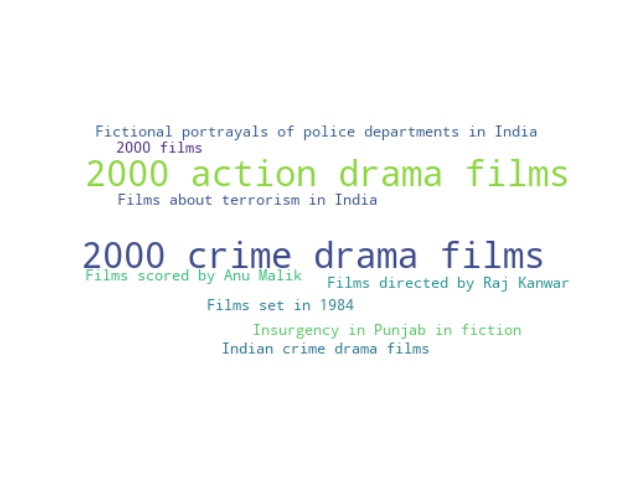 Fictional portrayals of police departments in India
2000 films
2000 action drama films
Films about terrorism in India
2000 crime drama films
Films scored by Anu Malik
Films directed by Raj Kanwar
Films set in 1984
Insurgency in Punjab in fiction
Indian crime drama films